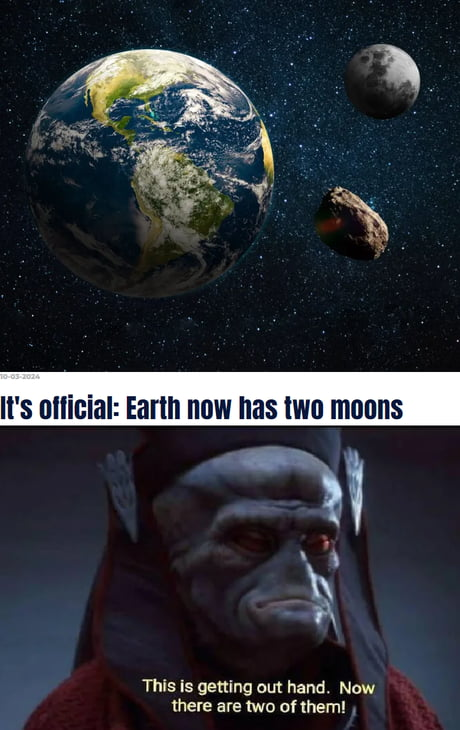 10-03-2024
It's official: Earth now has two moons
This is getting out hand. Now
there are two of them!